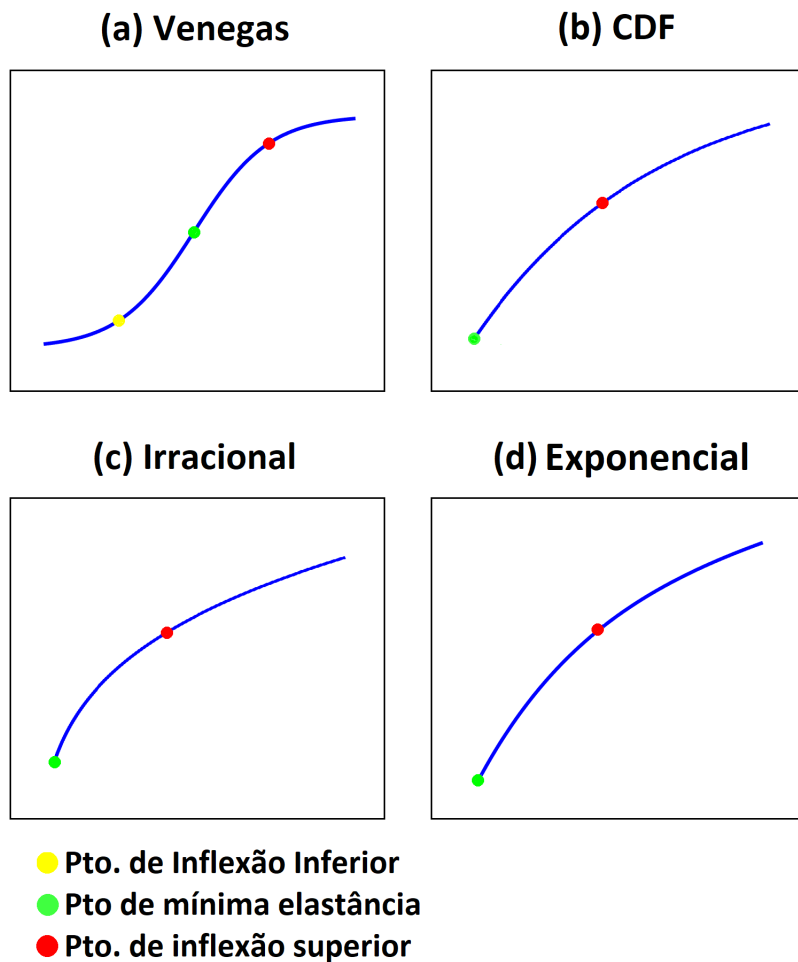 (a) Venegas
(b) CDF
(c) Irracional
(d) Exponencial
Pto. de Inflexão Inferior
Pto de mínima elastância
Pto. de inflexão superior